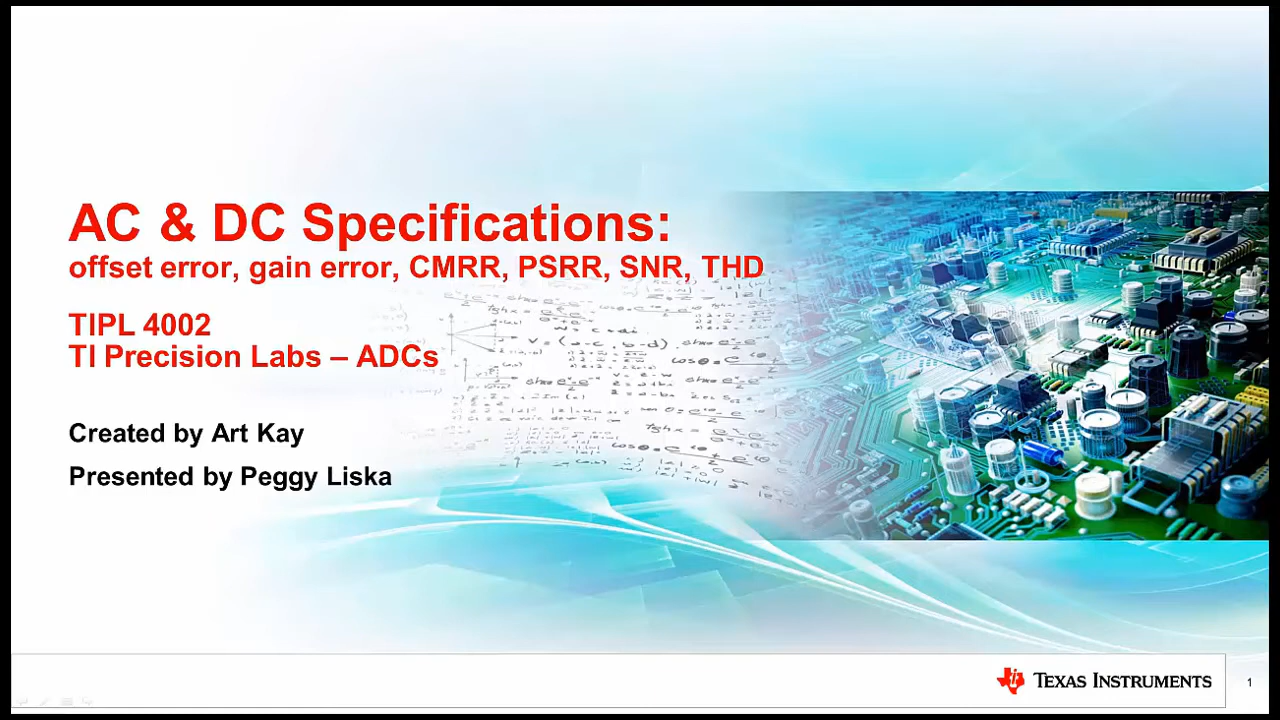 AC & DC Specifications:
offset error, gain error, CMRR, PSRR, SNR, THD
TIPL 4002
TI Precision Labs – ADCs
Created by Art Kay
Presented by Peggy Liska
TEXAS INSTRUMENTS
1